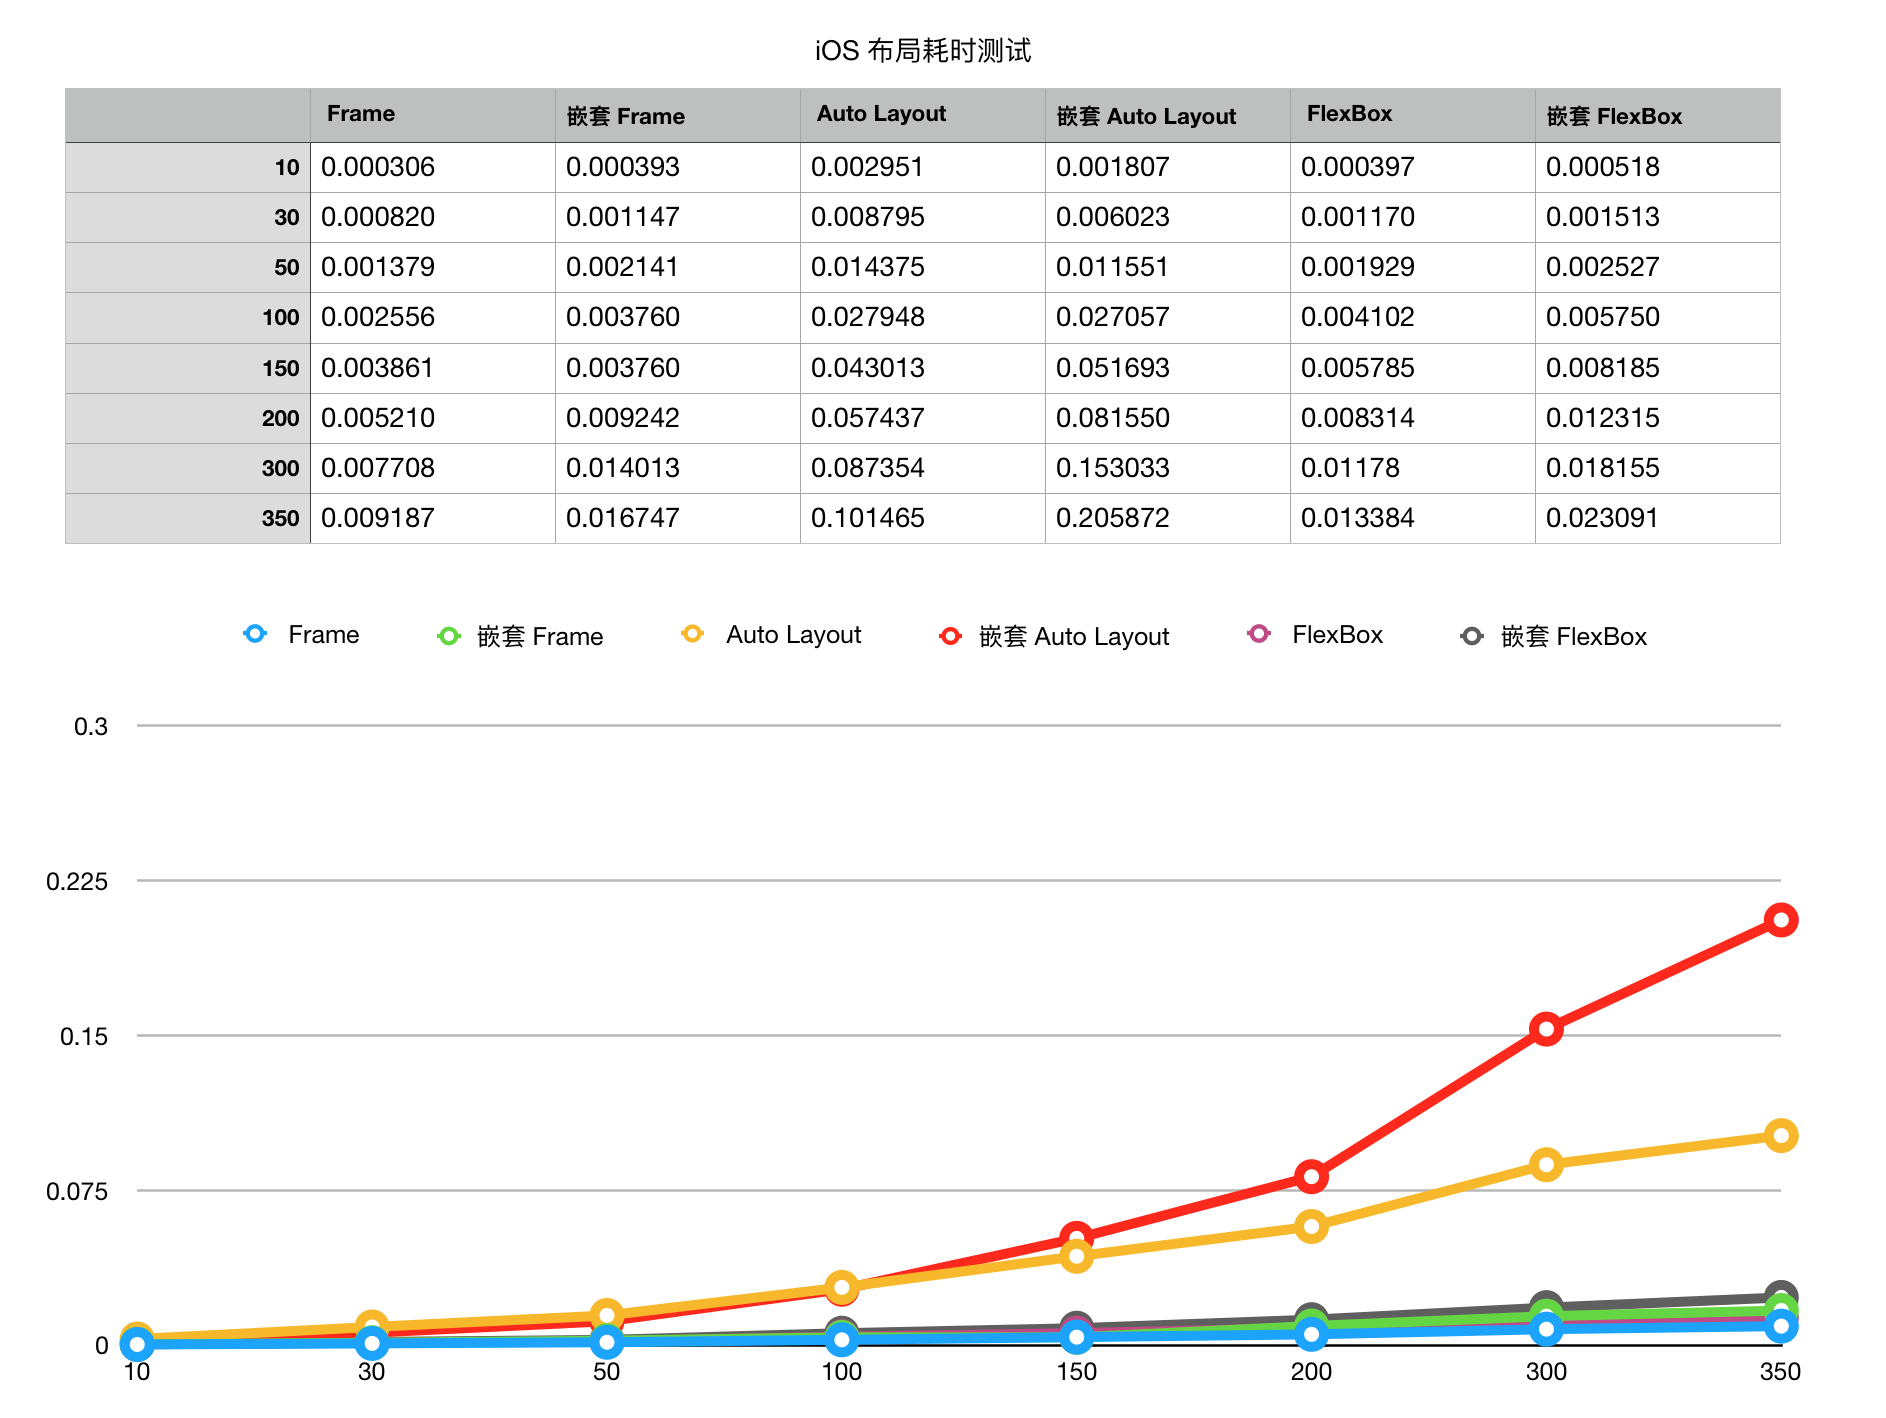 iOS 布局耗时测试
Frame 嵌套 Frame Auto Layout 嵌套 Auto Layout FlexBox 嵌套 FlexBox
10 0.000306 0.000393 0.002951 0.001807 0.000397 0.000518
30 0.000820 0.001147 0.008795 0.006023 0.001170 0.001513
50 0.001379 0.002141 0.014375 0.011551 0.001929 0.002527
100 0.002556 0.003760 0.027948 0.027057 0.004102 0.005750
150 0.003861 0.003760 0.043013 0.051693 0.005785 0.008185
200 0.005210 0.009242 0.057437 0.081550 0.008314 0.012315
300 0.007708 0.014013 0.087354 0.153033 0.01178 0.018155
350 0.009187 0.016747 0.101465 0.205872 0.013384 0.023091
Frame 嵌套 Frame Auto Layout 嵌套 Auto Layout FlexBox 嵌套 FlexBox
0.3
0.225
0.15
0.075
0
10 30 50 100 150 200 300 350